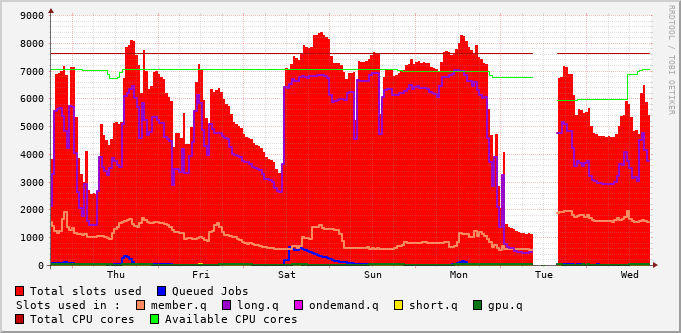 9000
8000
7000
6000
5000
4000
3000
2000
1000
0
Thu Fri Sat Sun Mon Tue Wed
RRDTOOL / TOBI OETIKER
Total slots used Queued Jobs
Slots used in : member.q long.q ondemand.q short.q gpu.q
Total CPU cores Available CPU cores